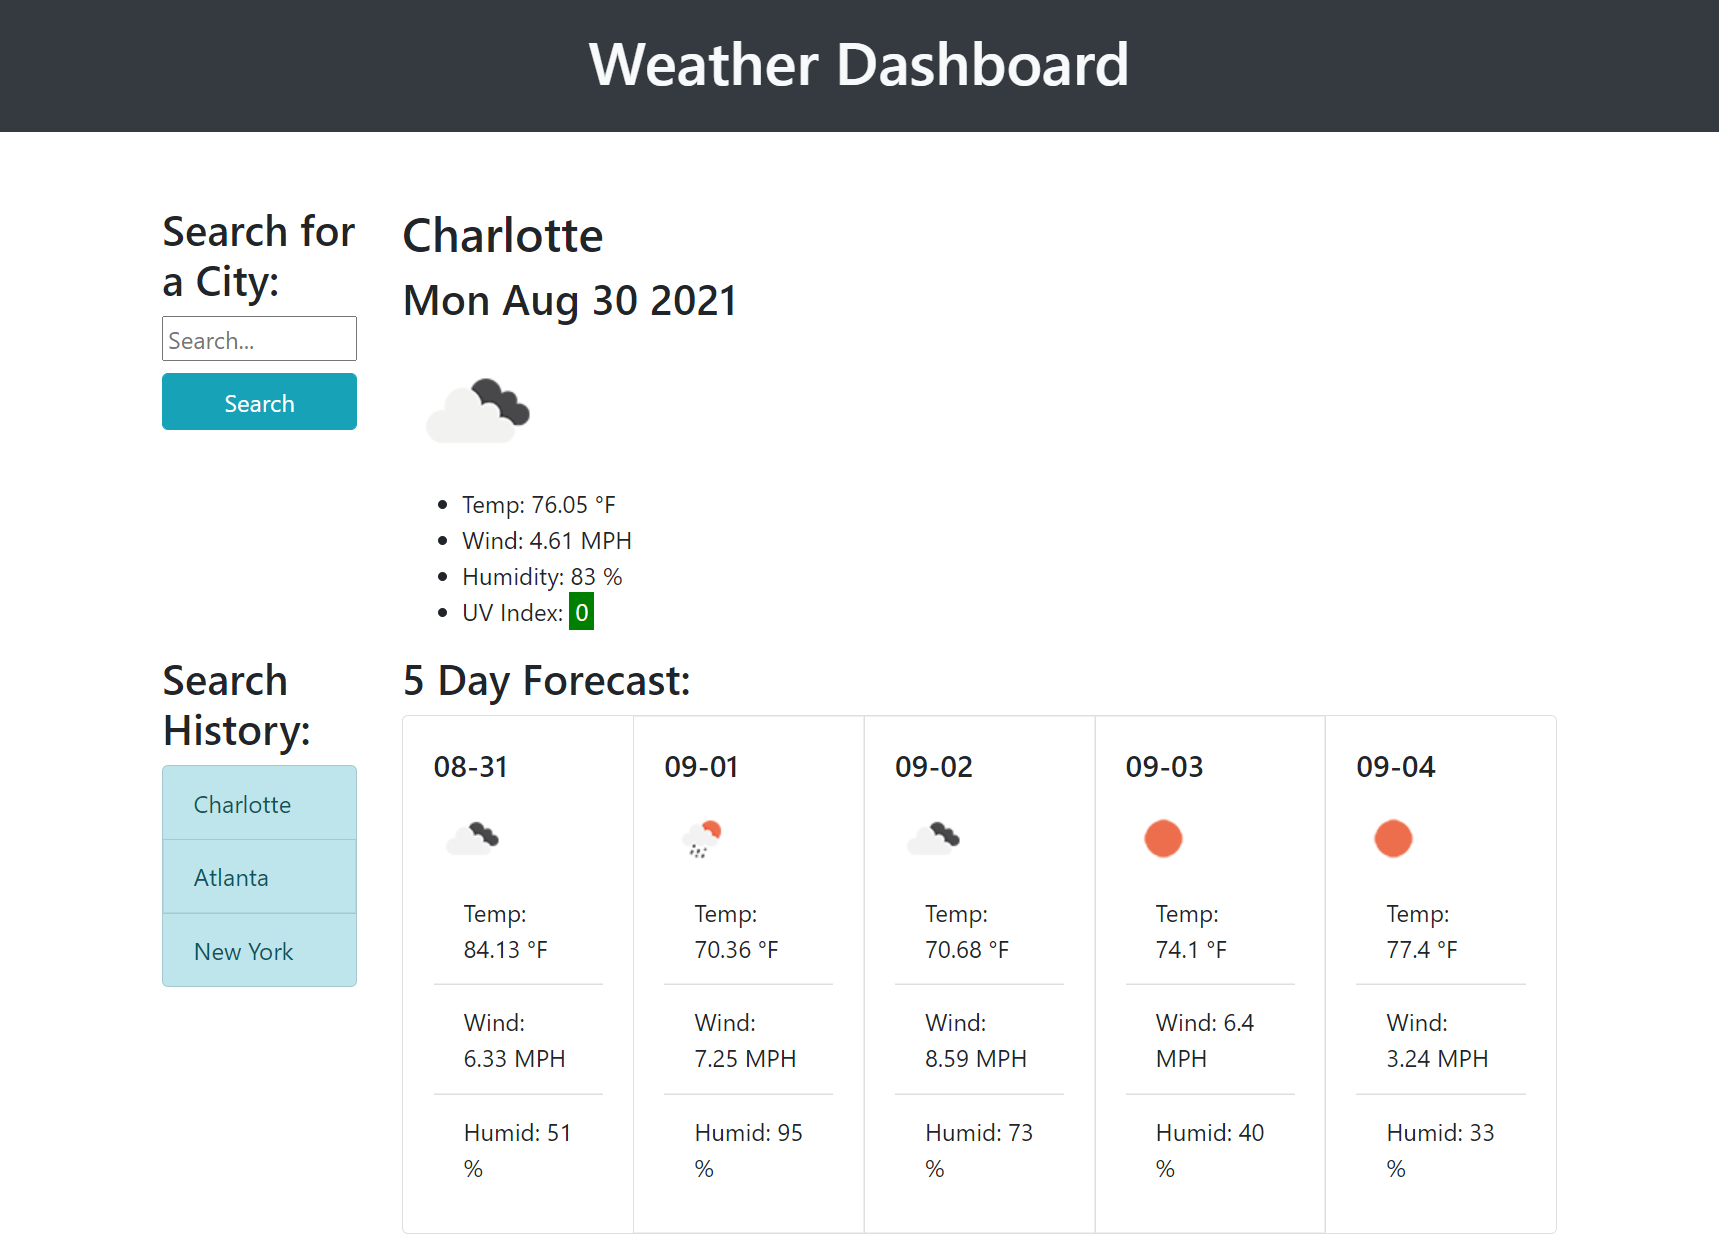 Weather Dashboard
Search for
a City:
Search...
Search
Charlotte
Mon Aug 30 2021
Temp: 76.05 °F
Wind: 4.61 MPH
Humidity: 83 %
UV Index: 0
Search
History:
Charlotte
Atlanta
New York
5 Day Forecast:
08-31
Temp:
84.13 °F
Wind:
6.33 MPH
Humid: 51
%
09-01
Temp:
70.36 °F
Wind:
7.25 MPH
Humid: 95
%
09-02
Temp:
70.68 °F
Wind:
8.59 MPH
Humid: 73
%
09-03
Temp:
74.1 °F
Wind: 6.4
MPH
Humid: 40
%
09-04
Temp:
77.4 °F
Wind:
3.24 MPH
Humid: 33
%